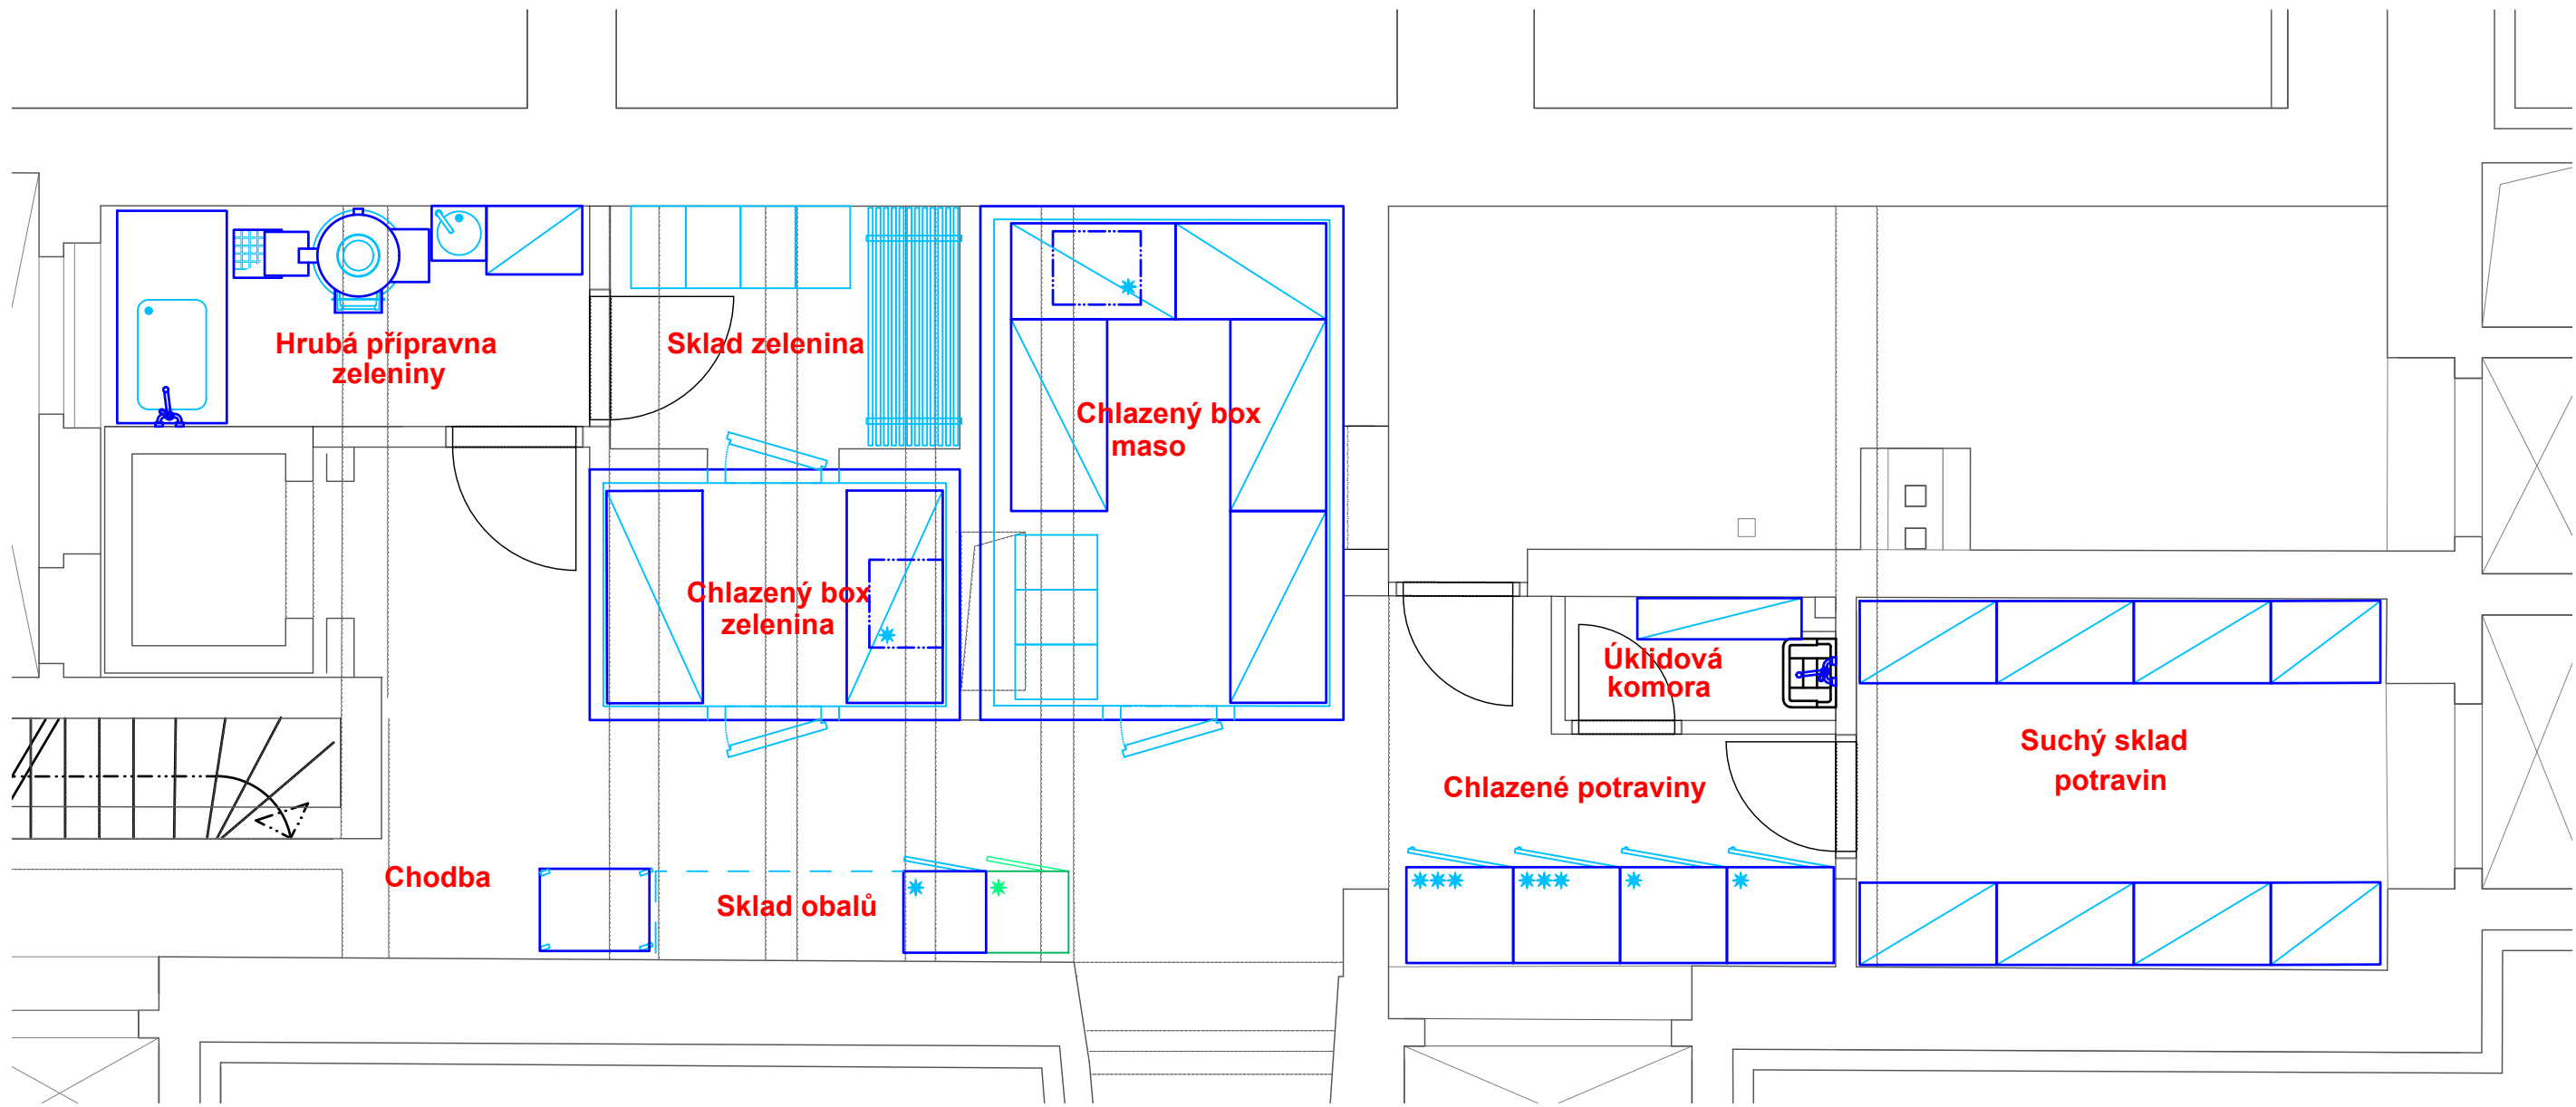 Hrubá přípravna
zeleniny
Sklad zelenina
Chlazený box
maso
Chlazený box
zelenina
Úklidová
komora
Suchý sklad
potravin
Chlazené potraviny
Chodba
Sklad obalů